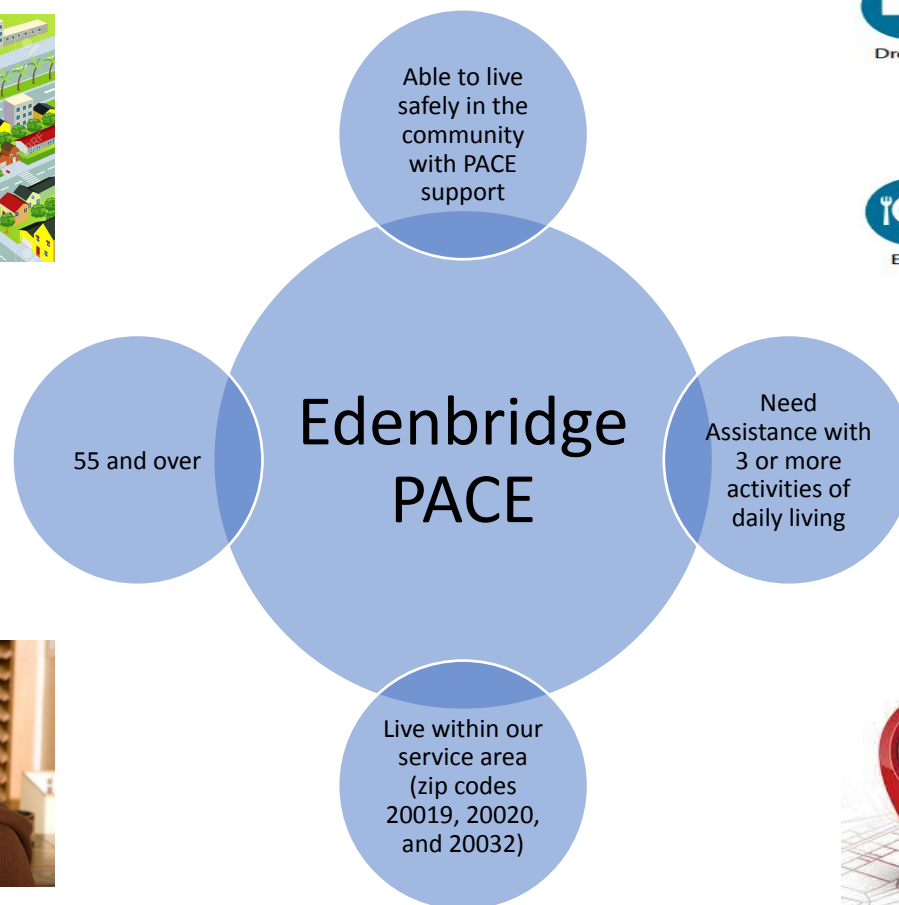 Able to live
safely in the
community
with PACE
support
Edenbridge
PACE
55 and over
Need
Assistance with
3 or more
activities of
daily living
Live within our
service area
(zip codes
20019, 20020,
and 20032)